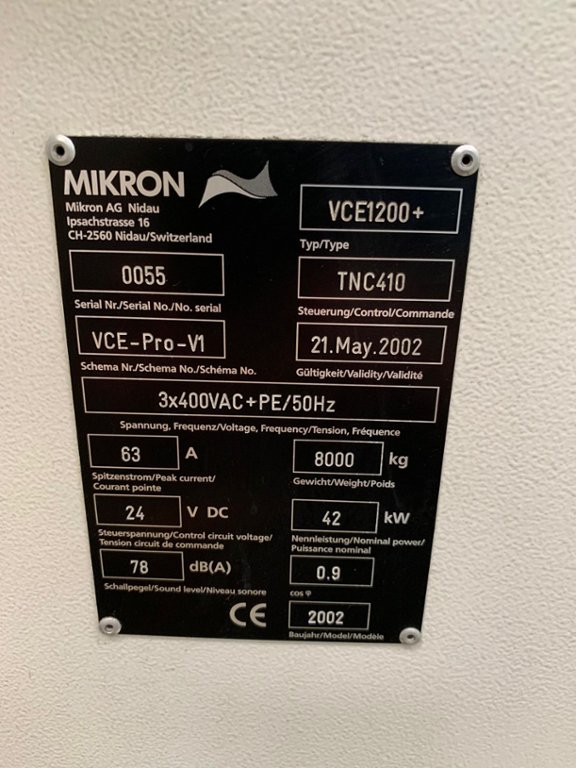 MIKRON
Mikron AG Nidau
Ipsachstrasse 16
CH-2560 Nidau/Switzerland
VCE1200+
Typ/Type
0055
Serial Nr./Serial No./No. serial
TNC410
Steuerung/Control/Commande
VCE-Pro-V1
Schema Nr./Schema No./Schéma No.
21.May.2002
Gültigkeit/Validity/Validité
3x400VAC+PE/50Hz
Spannung, Frequenz/Voltage, Frequency/Tension, Fréquence
63 A
Spitzenstrom/Peak current/
Courant pointe
8000 kg
Gewicht/Weight/Poids
24 V DC
Steuerspannung/Control circuit voltage/
Tension circuit de commande
42 kW
Nennleistung/Nominal power/
Puissance nominal
78 dB(A)
Schallpegel/Sound level/Niveau sonore
0.9
cos φ
CE
2002
Baujahr/Model/Modèle